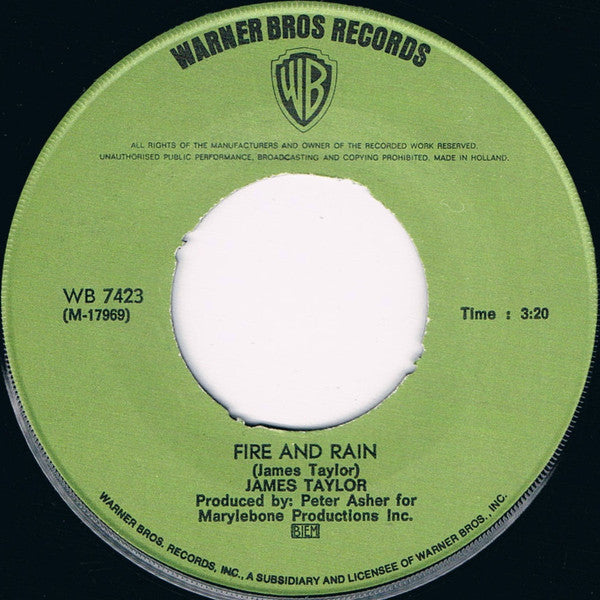 WARNER BROS RECORDS
WB
ALL RIGHTS OF THE MANUFACTURERS AND OWNER OF THE RECORDED WORK RESERVED.
UNAUTHORISED PUBLIC PERFORMANCE, BROADCASTING AND COPYING PROHIBITED. MADE IN HOLLAND.
WB 7423
(M-17969)
Time : 3:20
FIRE AND RAIN
(James Taylor)
JAMES TAYLOR
Produced by: Peter Asher for
Marylebone Productions Inc.
BIEM
WARNER BROS. RECORDS, INC., A SUBSIDIARY AND LICENSEE OF WARNER BROS. INC.